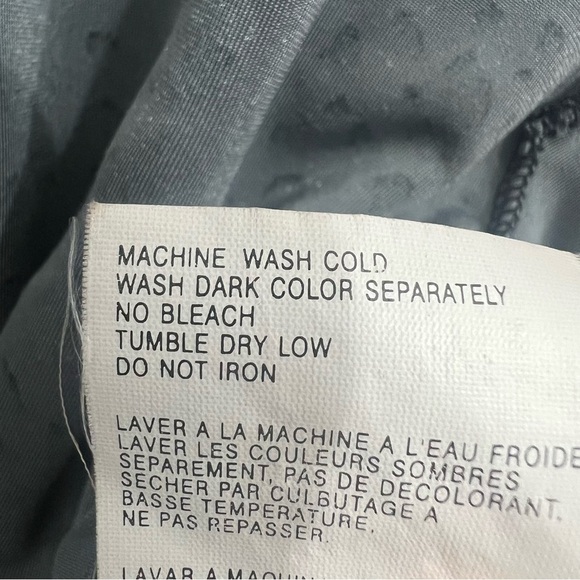 MACHINE WASH COLD
WASH DARK COLOR SEPARATELY
NO BLEACH
TUMBLE DRY LOW
DO NOT IRON
LAVER A LA MACHINE A L'EAU FROIDE
LAVER LES COULEURS SOMBRES
SEPAREMENT, PAS DE DECOLORANT.
SECHER PAR CULBUTAGE A
BASSE TEMPERATURE,
NE PAS REPASSER.
LAVAR A